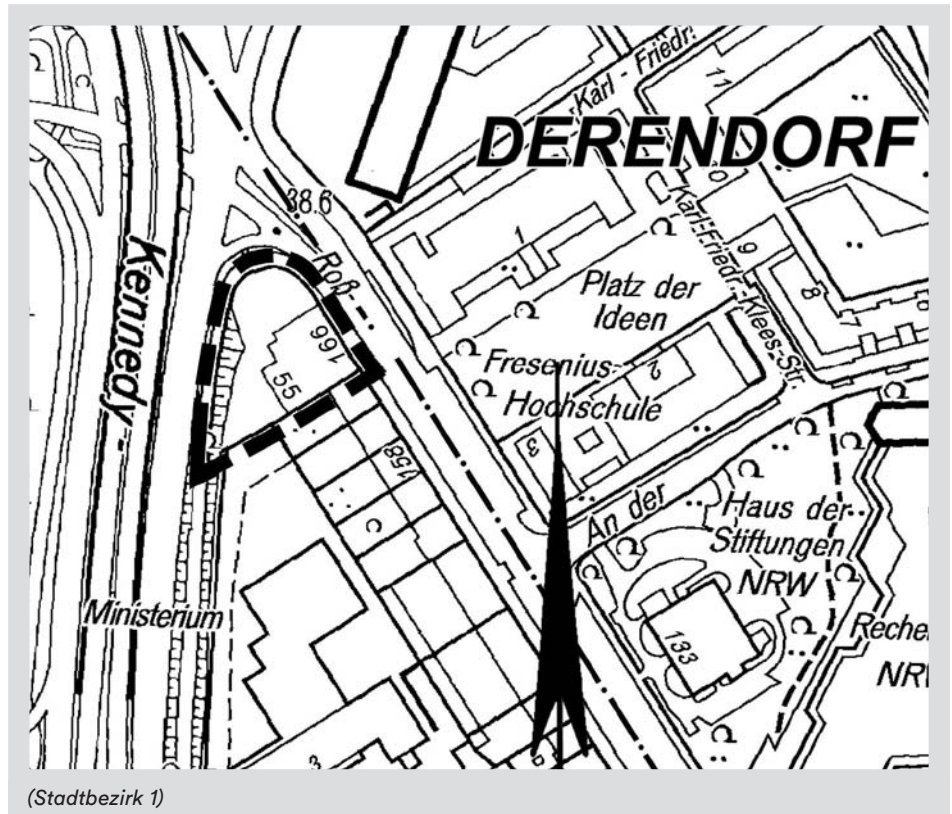 Karl - Friedr.
11
DERENDORF
10
38.6
Karl-Friedr.-Klees-Str.
1
9
Kennedy-
Roß-
Platz der
Ideen
8
7
166
Fresenius-
Hochschule
2
55
3
158
An der
Haus der
Stiftungen
NRW
Ministerium
133
Reche
NR
3
(Stadtbezirk 1)